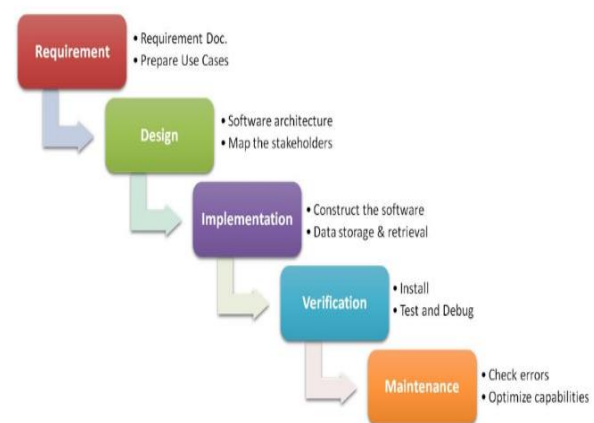 Requirement
• Requirement Doc.
• Prepare Use Cases
Design
• Software architecture
• Map the stakeholders
Implementation
• Construct the software
• Data storage & retrieval
Verification
• Install
• Test and Debug
Maintenance
• Check errors
• Optimize capabilities